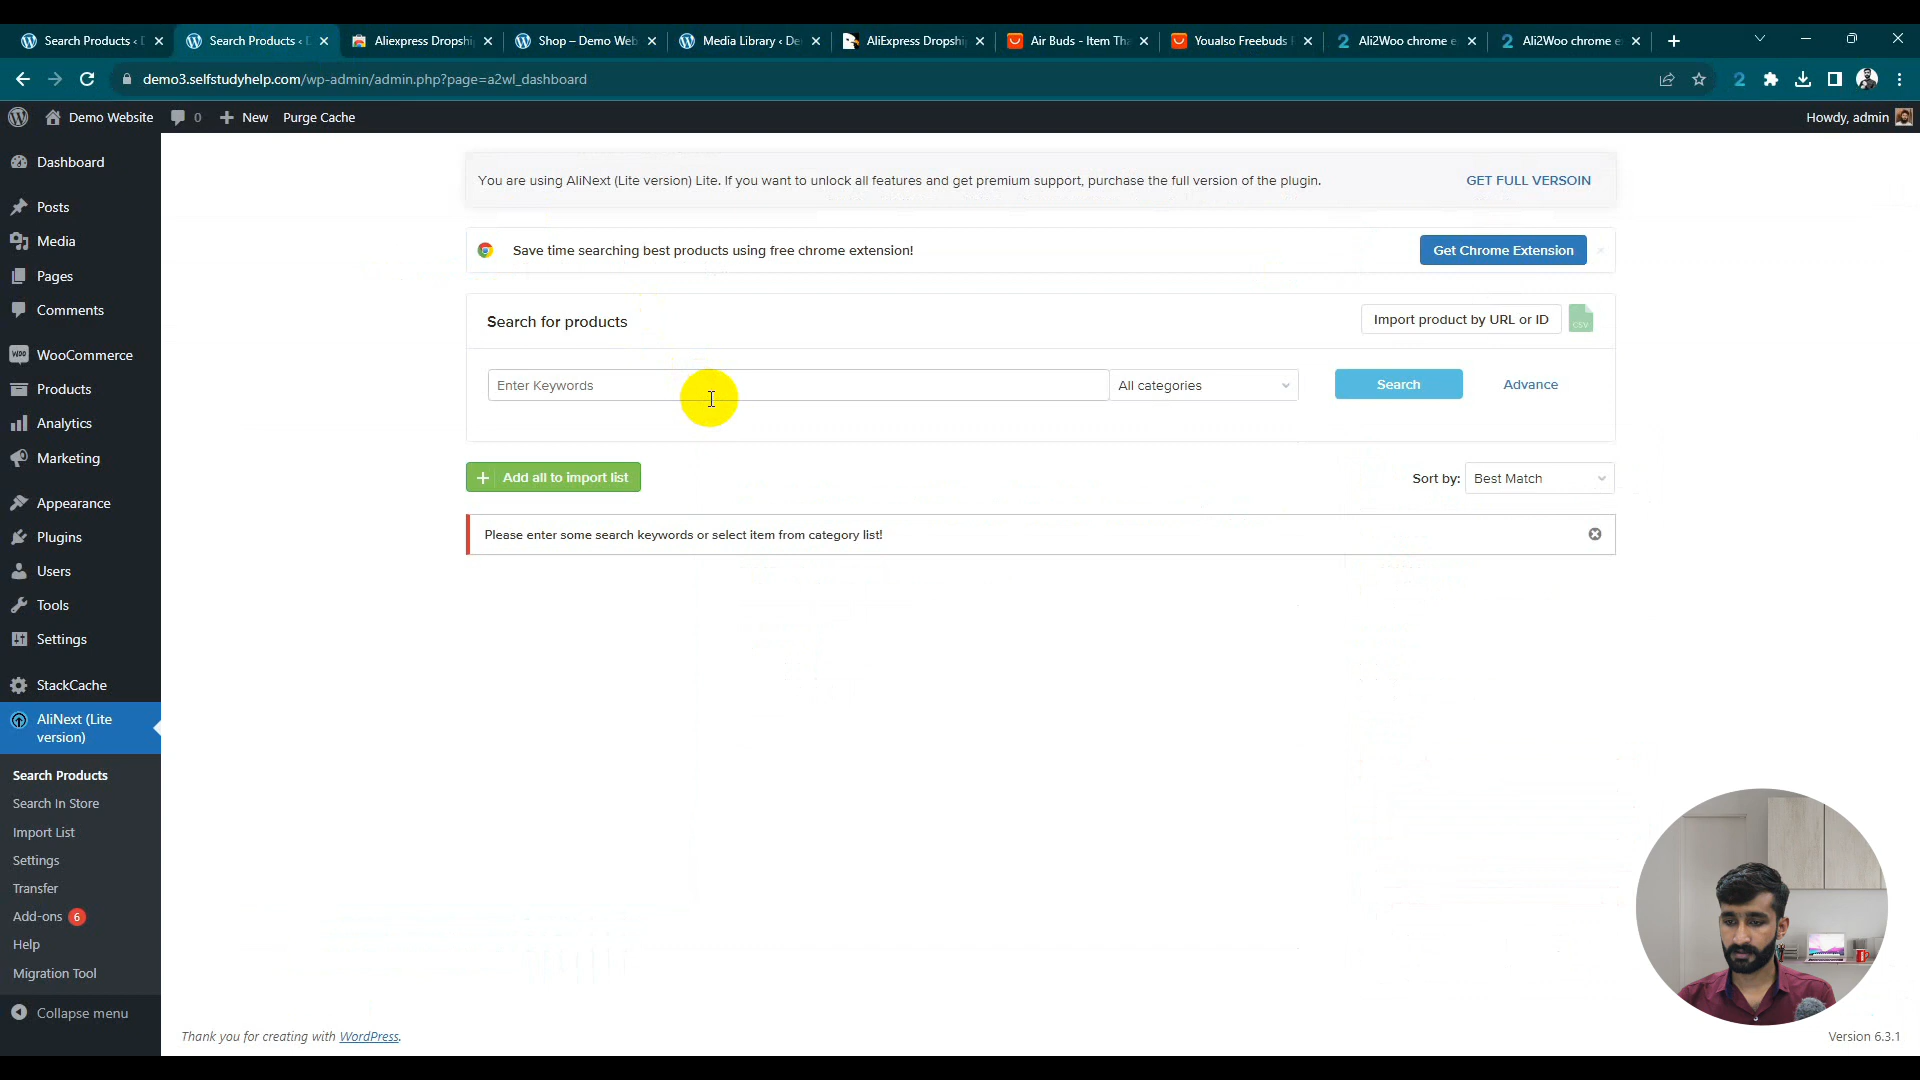 Search Products ‹ D
Search Products ‹ D
Aliexpress Dropshi
Shop – Demo Web
Media Library ‹ De
AliExpress Dropshi
Air Buds - Item Tha
Youalso Freebuds P
Ali2Woo chrome e
Ali2Woo chrome e
demo3.selfstudyhelp.com/wp-admin/admin.php?page=a2wl_dashboard
2
Demo Website
0
New
Purge Cache
Howdy, admin
Dashboard
Posts
Media
Pages
Comments
WooCommerce
Products
Analytics
Marketing
Appearance
Plugins
Users
Tools
Settings
StackCache
AliNext (Lite
version)
Search Products
Search In Store
Import List
Settings
Transfer
Add-ons 6
Help
Migration Tool
Collapse menu
You are using AliNext (Lite version) Lite. If you want to unlock all features and get premium support, purchase the full version of the plugin.
GET FULL VERSOIN
Save time searching best products using free chrome extension!
Get Chrome Extension
Search for products
Import product by URL or ID
CSV
Enter Keywords
All categories
Search
Advance
Add all to import list
Sort by:
Best Match
Please enter some search keywords or select item from category list!
Thank you for creating with WordPress.
Version 6.3.1